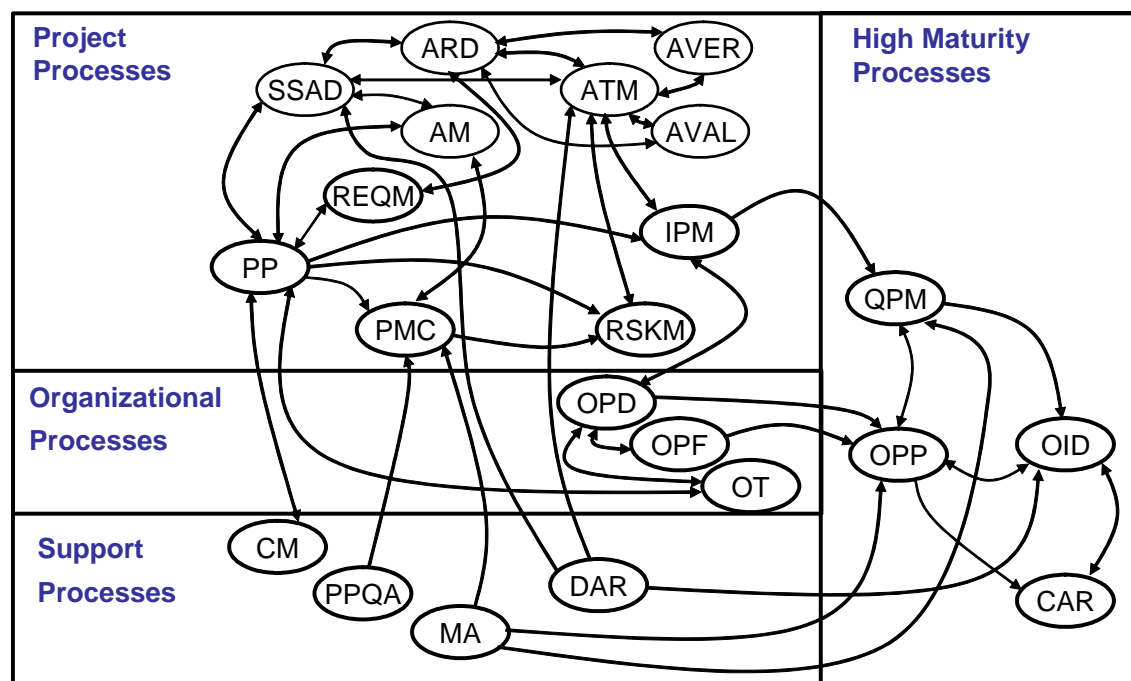 Project
Processes
ARD
AVER
High Maturity
Processes
SSAD
ATM
AM
AVAL
REQM
IPM
PP
QPM
PMC
RSKM
Organizational
Processes
OPD
OPF
OPP
OID
OT
Support
Processes
CM
PPQA
DAR
CAR
MA